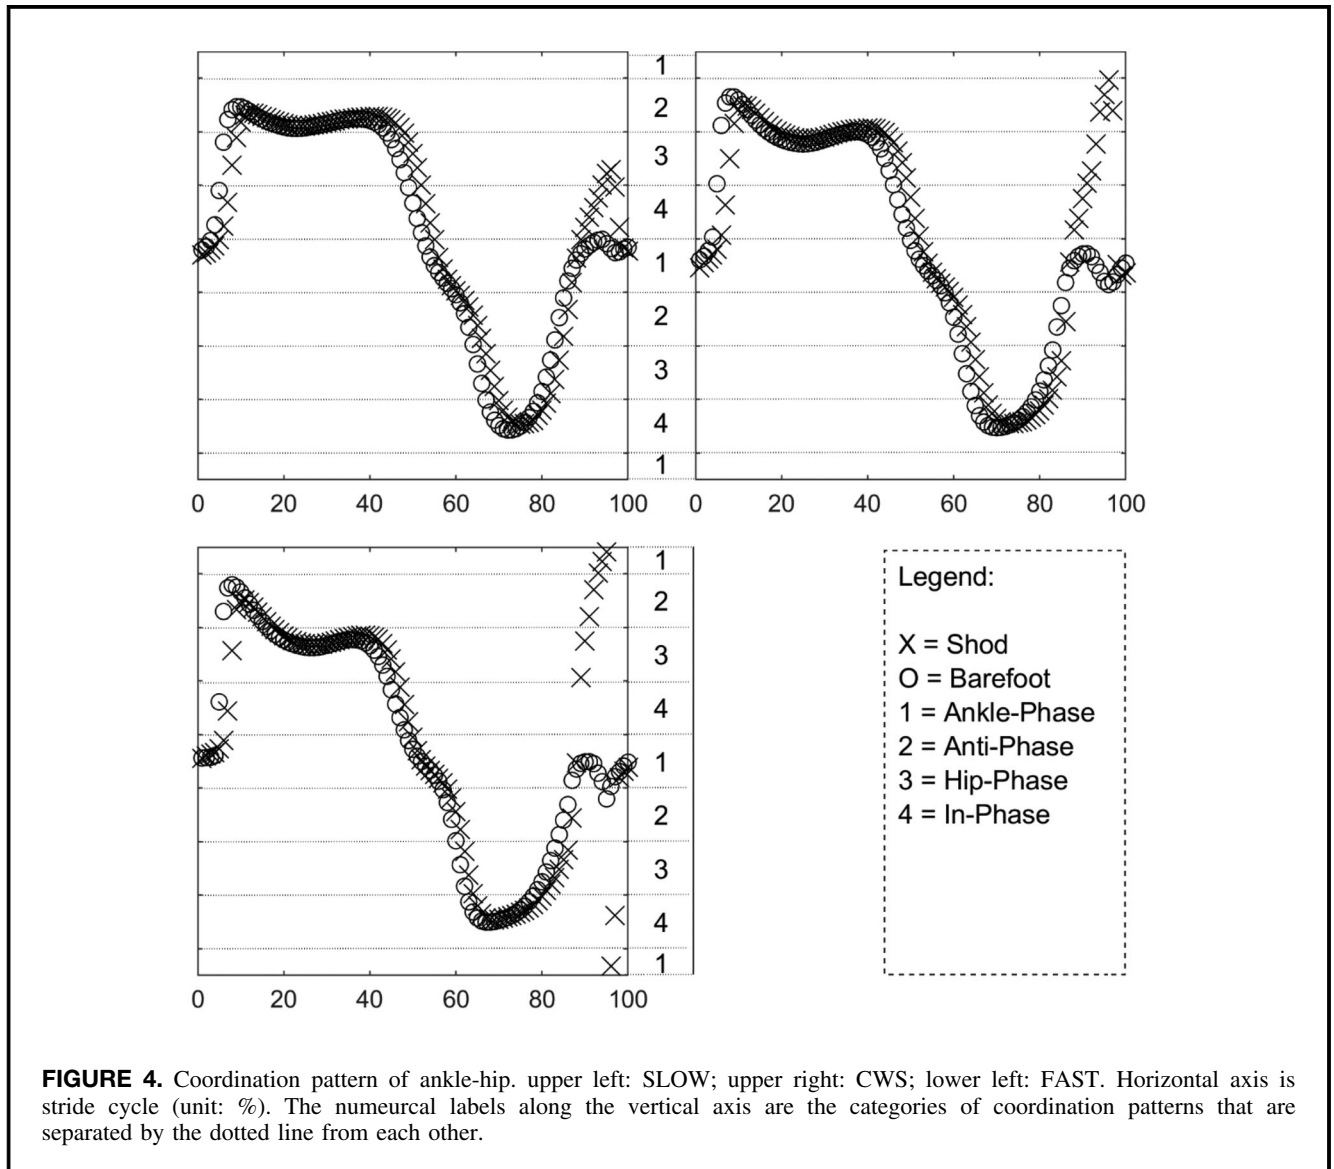 1
2
3
4
1
2
3
4
1
0 20 40 60 80 100
0 20 40 60 80 100
1
2
3
4
1
2
3
4
1
0 20 40 60 80 100
Legend:
X = Shod
O = Barefoot
1 = Ankle-Phase
2 = Anti-Phase
3 = Hip-Phase
4 = In-Phase
FIGURE 4. Coordination pattern of ankle-hip. upper left: SLOW; upper right: CWS; lower left: FAST. Horizontal axis is
stride cycle (unit: %). The numeurcal labels along the vertical axis are the categories of coordination patterns that are
separated by the dotted line from each other.